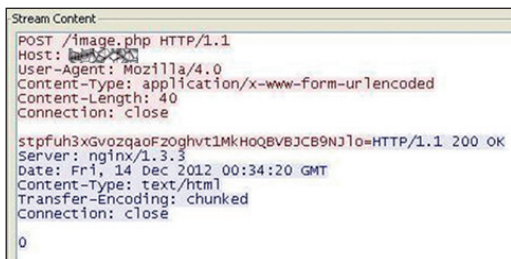 Stream Content
POST /image.php HTTP/1.1
Host:
User-Agent: Mozilla/4.0
Content-Type: application/x-www-form-urlencoded
Content-Length: 40
Connection: close
stpfuh3xGvozqaoFzOghvt1MkHoQBVBJCB9NJlo=HTTP/1.1 200 OK
Server: nginx/1.3.3
Date: Fri, 14 Dec 2012 00:34:20 GMT
Content-Type: text/html
Transfer-Encoding: chunked
Connection: close
0